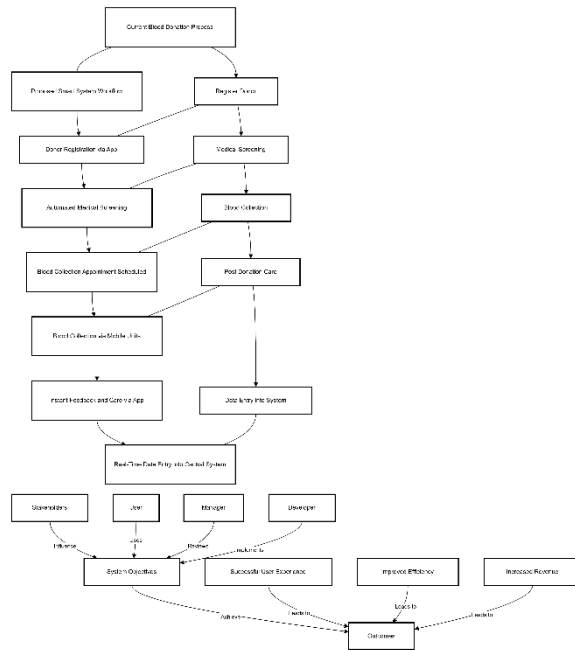 Current Blood Donation Process
Proposed Smart System Workflow
Register Donor
Donor Registration via App
Medical Screening
Automated Medical Screening
Blood Collection
Blood Collection Appointment Scheduled
Post Donation Care
Blood Collection via Mobile Units
Instant Feedback and Care via App
Data Entry into System
Real-Time Data Entry into Central System
Stakeholders
User
Manager
Developer
Influence
Uses
Reviews
Implements
System Objectives
Successful User Experience
Improved Efficiency
Increased Revenue
Achieve
Leads to
Leads to
Leads to
Outcomes